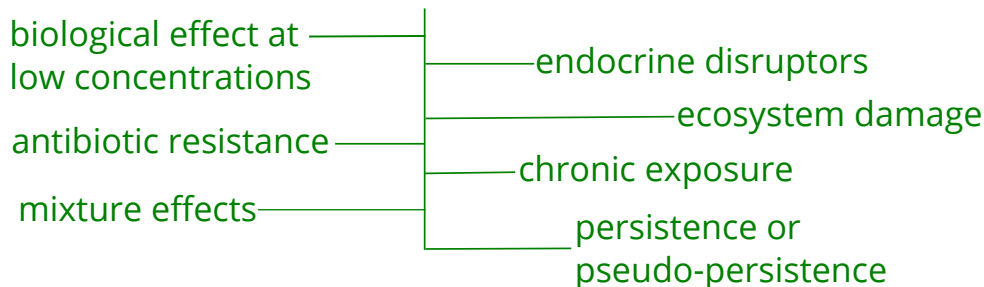 biological effect at
low concentrations
endocrine disruptors
ecosystem damage
antibiotic resistance
chronic exposure
mixture effects
persistence or
pseudo-persistence